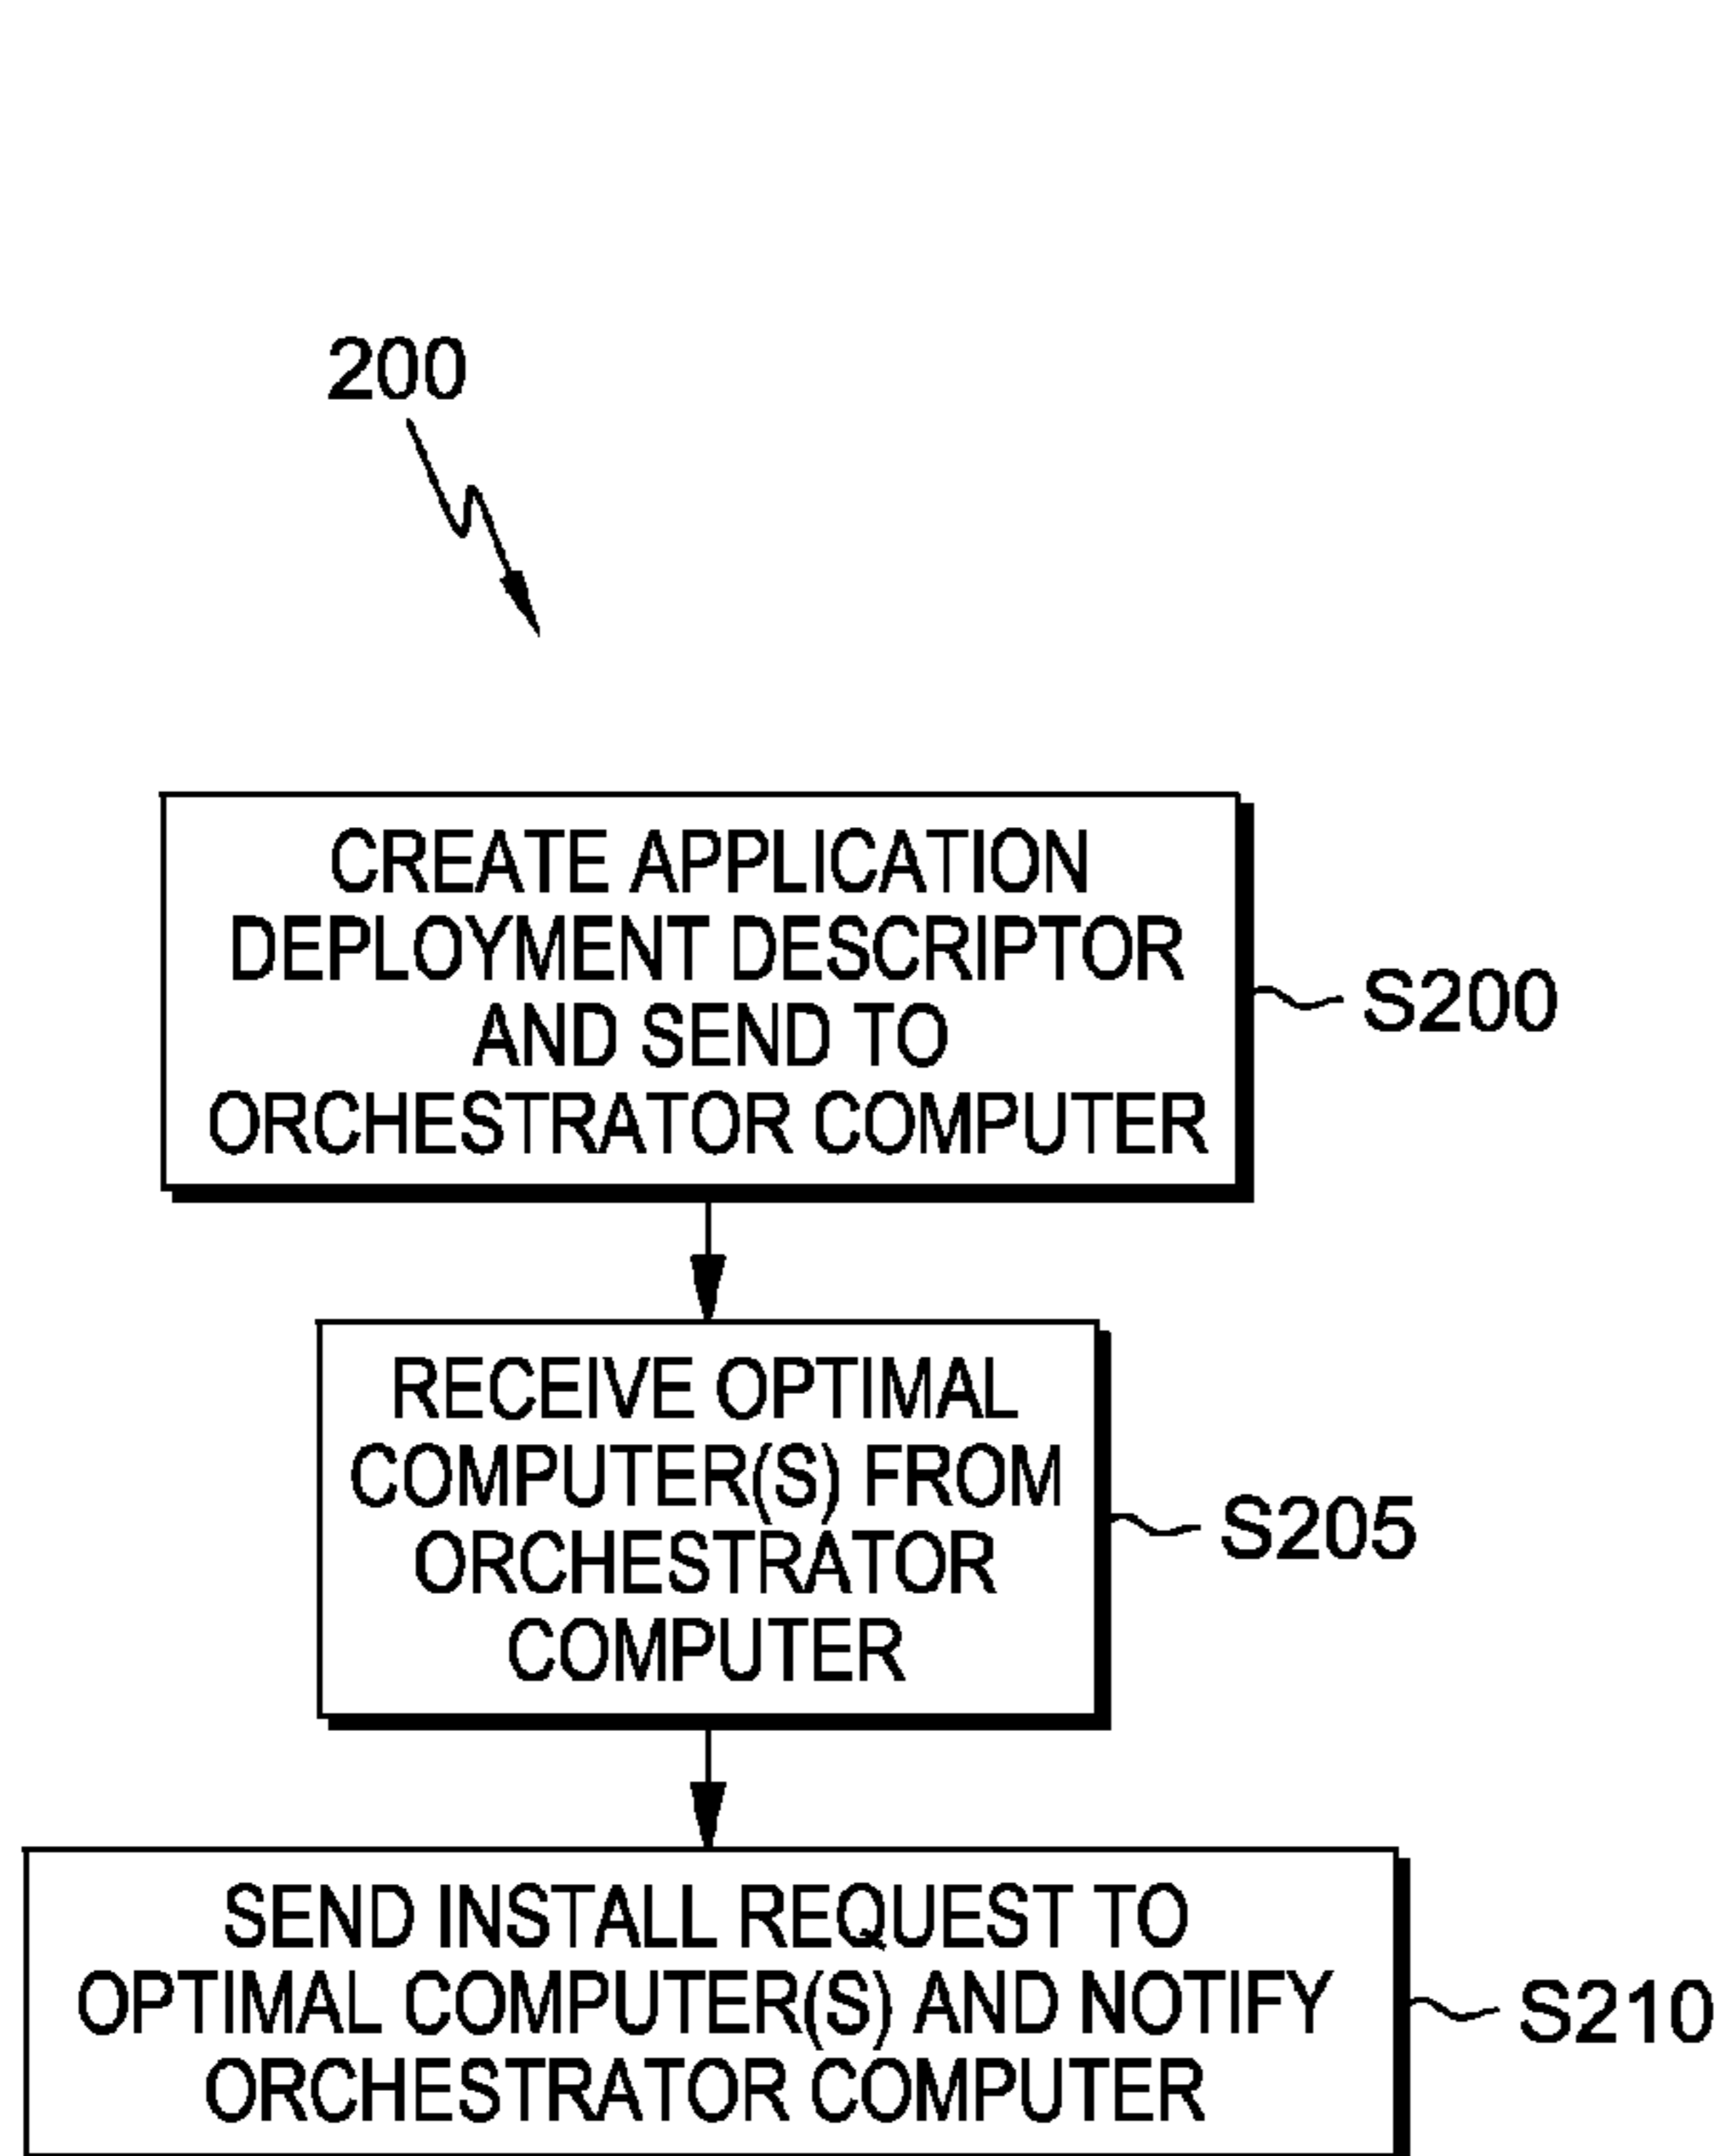 200
CREATE APPLICATION
DEPLOYMENT DESCRIPTOR
AND SEND TO
ORCHESTRATOR COMPUTER
S200
RECEIVE OPTIMAL
COMPUTER(S) FROM
ORCHESTRATOR
COMPUTER
S205
SEND INSTALL REQUEST TO
OPTIMAL COMPUTER(S) AND NOTIFY
ORCHESTRATOR COMPUTER
S210